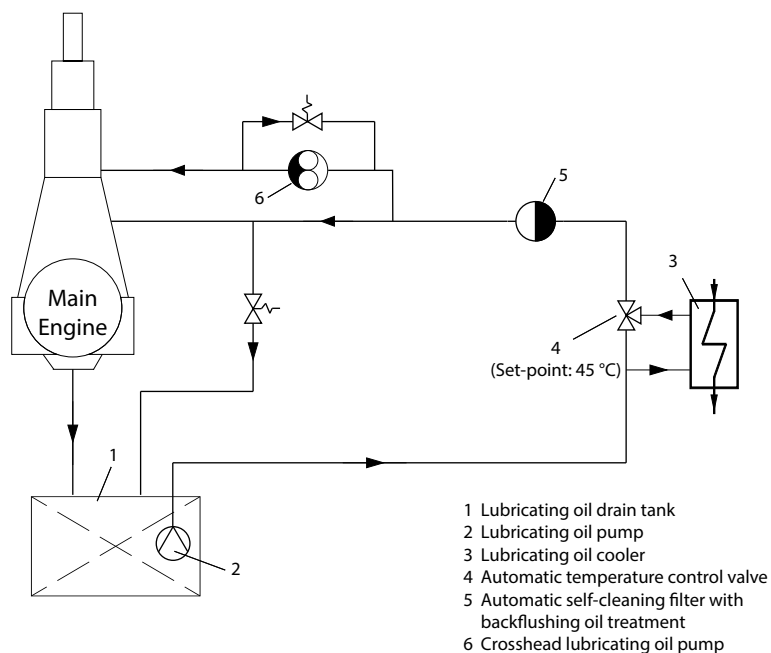 6
5
Main
Engine
3
4
(Set-point: 45 °C)
1
2
1 Lubricating oil drain tank
2 Lubricating oil pump
3 Lubricating oil cooler
4 Automatic temperature control valve
5 Automatic self-cleaning filter with
backflushing oil treatment
6 Crosshead lubricating oil pump